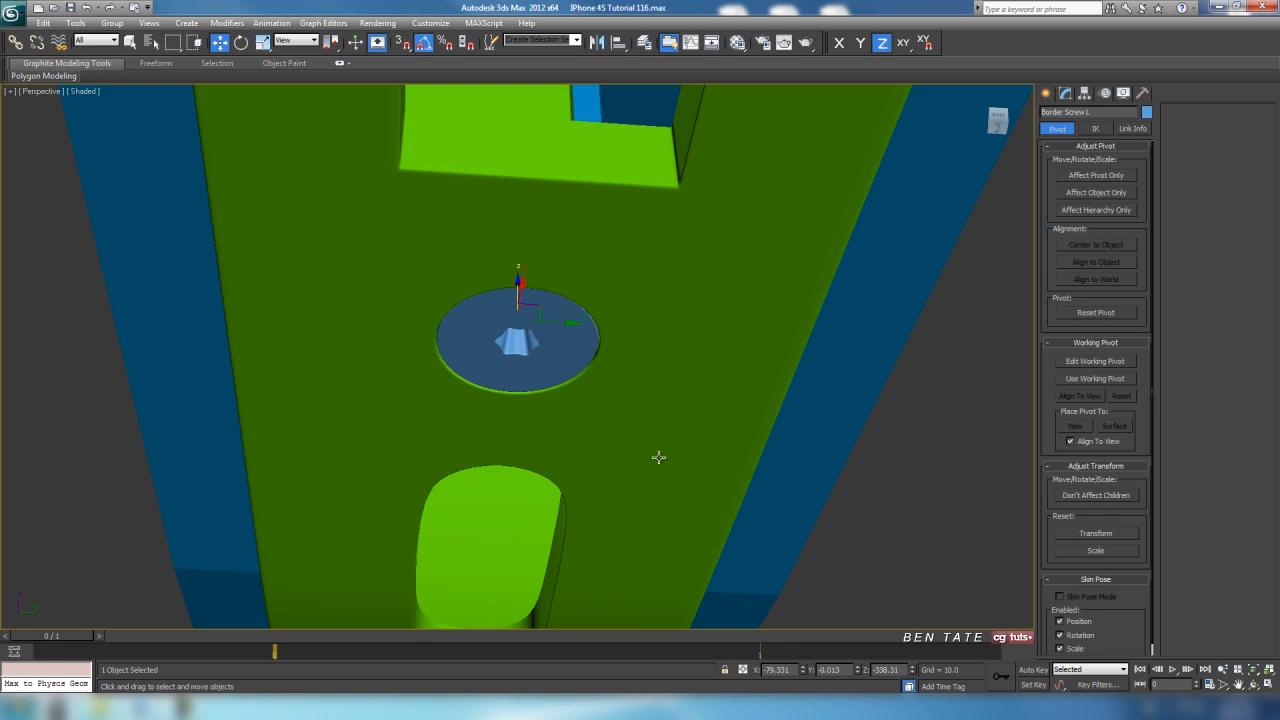 Autodesk 3ds Max 2012 x64 IPhone 4S Tutorial 116.max
Type a keyword or phrase
Edit Tools Group Views Create Modifiers Animation Graph Editors Rendering Customize MAXScript Help
All
View
Create Selection Se
X Y Z XY XY
Graphite Modeling Tools Freeform Selection Object Paint
Polygon Modeling
[ + ] [ Perspective ] [ Shaded ]
Border Screw L
Pivot IK Link Info
- Adjust Pivot
Move/Rotate/Scale:
Affect Pivot Only
Affect Object Only
Affect Hierarchy Only
Alignment:
Center to Object
Align to Object
Align to World
Pivot:
Reset Pivot
- Working Pivot
Edit Working Pivot
Use Working Pivot
Align To View Reset
Place Pivot To:
View Surface
Align To View
- Adjust Transform
Move/Rotate/Scale:
Don't Affect Children
Reset:
Transform
Scale
- Skin Pose
Skin Pose Mode
Enabled:
Position
Rotation
Scale
z
< 0 / 1 >
BEN TATE cg tuts+
0 1
1 Object Selected X: -79.331 Y: -0.013 Z: -338.31 Grid = 10.0 Auto Key Selected
Max to Physcs Geom Click and drag to select and move objects Add Time Tag Set Key Key Filters... 0